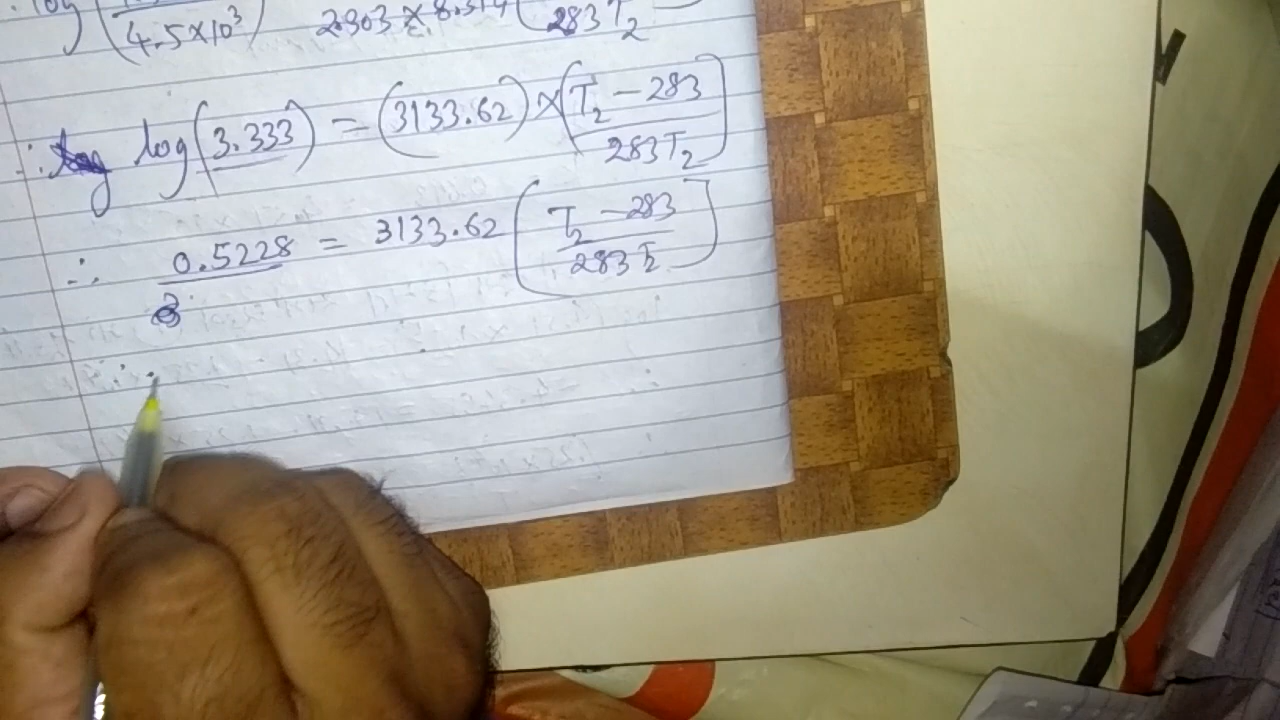 log (4.5×10³) 2.303 × 8.314 ( 283 T₂
∴ log (3.333) = (3133.62) × (T₂ − 283 / 283 T₂)
∴ 0.5228 = 3133.62 (T₂ − 283 / 283 T₂)
∴